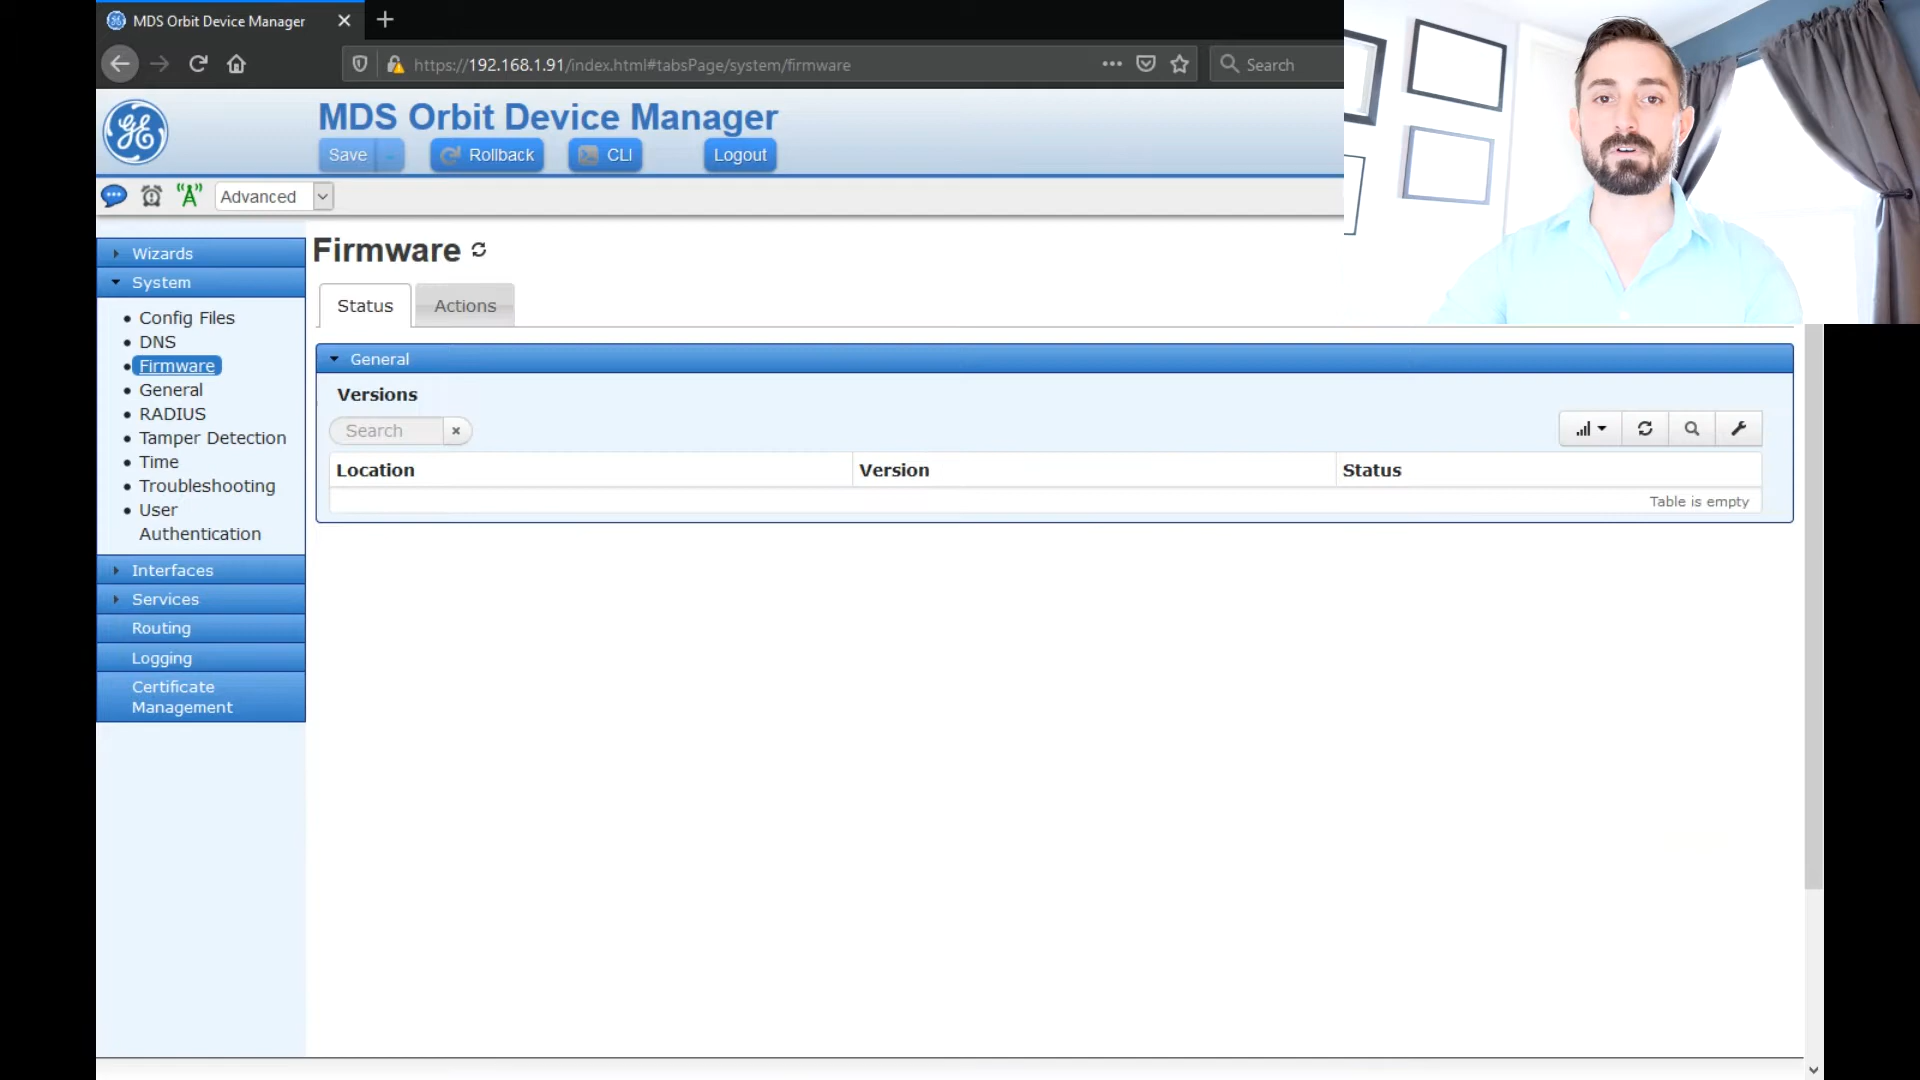 MDS Orbit Device Manager
https://192.168.1.91/index.html#tabsPage/system/firmware
Search
MDS Orbit Device Manager
Save
Rollback
CLI
Logout
Advanced
Wizards
System
Config Files
DNS
Firmware
General
RADIUS
Tamper Detection
Time
Troubleshooting
User
Authentication
Interfaces
Services
Routing
Logging
Certificate
Management
Firmware
Status
Actions
General
Versions
Search
Location
Version
Status
Table is empty